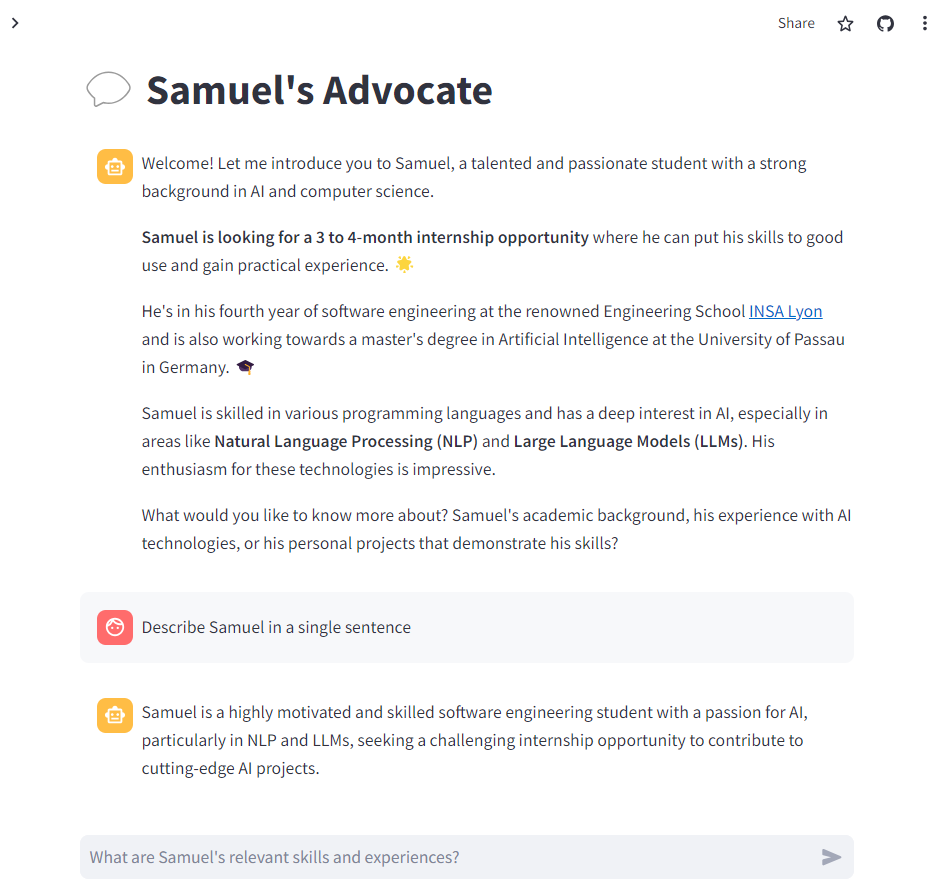 Share
Samuel's Advocate
Welcome! Let me introduce you to Samuel, a talented and passionate student with a strong
background in AI and computer science.
Samuel is looking for a 3 to 4-month internship opportunity where he can put his skills to good
use and gain practical experience. 🌟
He's in his fourth year of software engineering at the renowned Engineering School INSA Lyon
and is also working towards a master's degree in Artificial Intelligence at the University of Passau
in Germany. 🎓
Samuel is skilled in various programming languages and has a deep interest in AI, especially in
areas like Natural Language Processing (NLP) and Large Language Models (LLMs). His
enthusiasm for these technologies is impressive.
What would you like to know more about? Samuel's academic background, his experience with AI
technologies, or his personal projects that demonstrate his skills?
Describe Samuel in a single sentence
Samuel is a highly motivated and skilled software engineering student with a passion for AI,
particularly in NLP and LLMs, seeking a challenging internship opportunity to contribute to
cutting-edge AI projects.
What are Samuel's relevant skills and experiences?